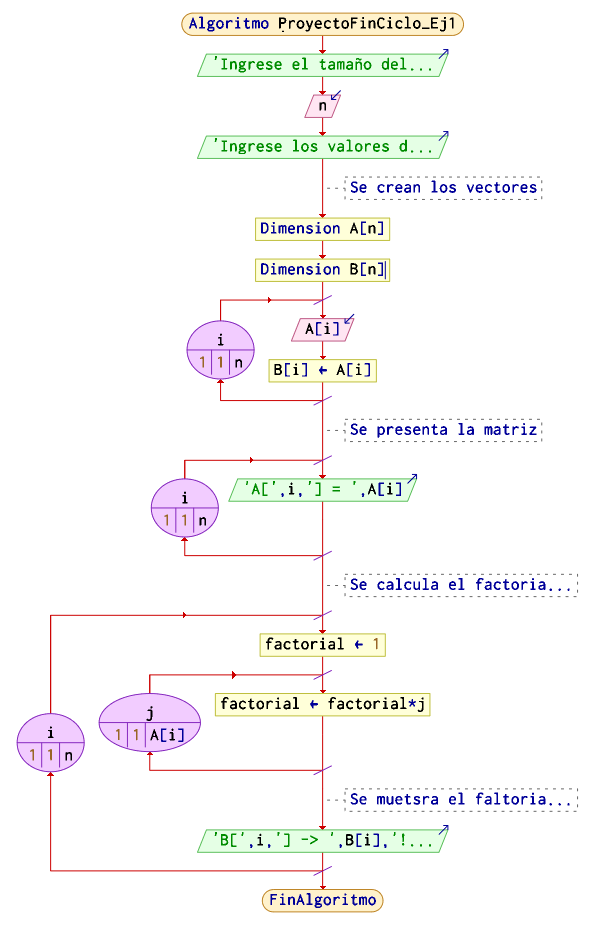 Algoritmo ProyectoFinCiclo_Ej1
'Ingrese el tamaño del...
n
'Ingrese los valores d...
Se crean los vectores
Dimension A[n]
Dimension B[n]
A[i]
i
1 1 n
B[i] ← A[i]
Se presenta la matriz
'A[',i,'] = ',A[i]
i
1 1 n
Se calcula el factoria...
factorial ← 1
factorial ← factorial*j
j
1 1 A[i]
i
1 1 n
Se muetsra el faltoria...
'B[',i,'] -> ',B[i],'!...
FinAlgoritmo